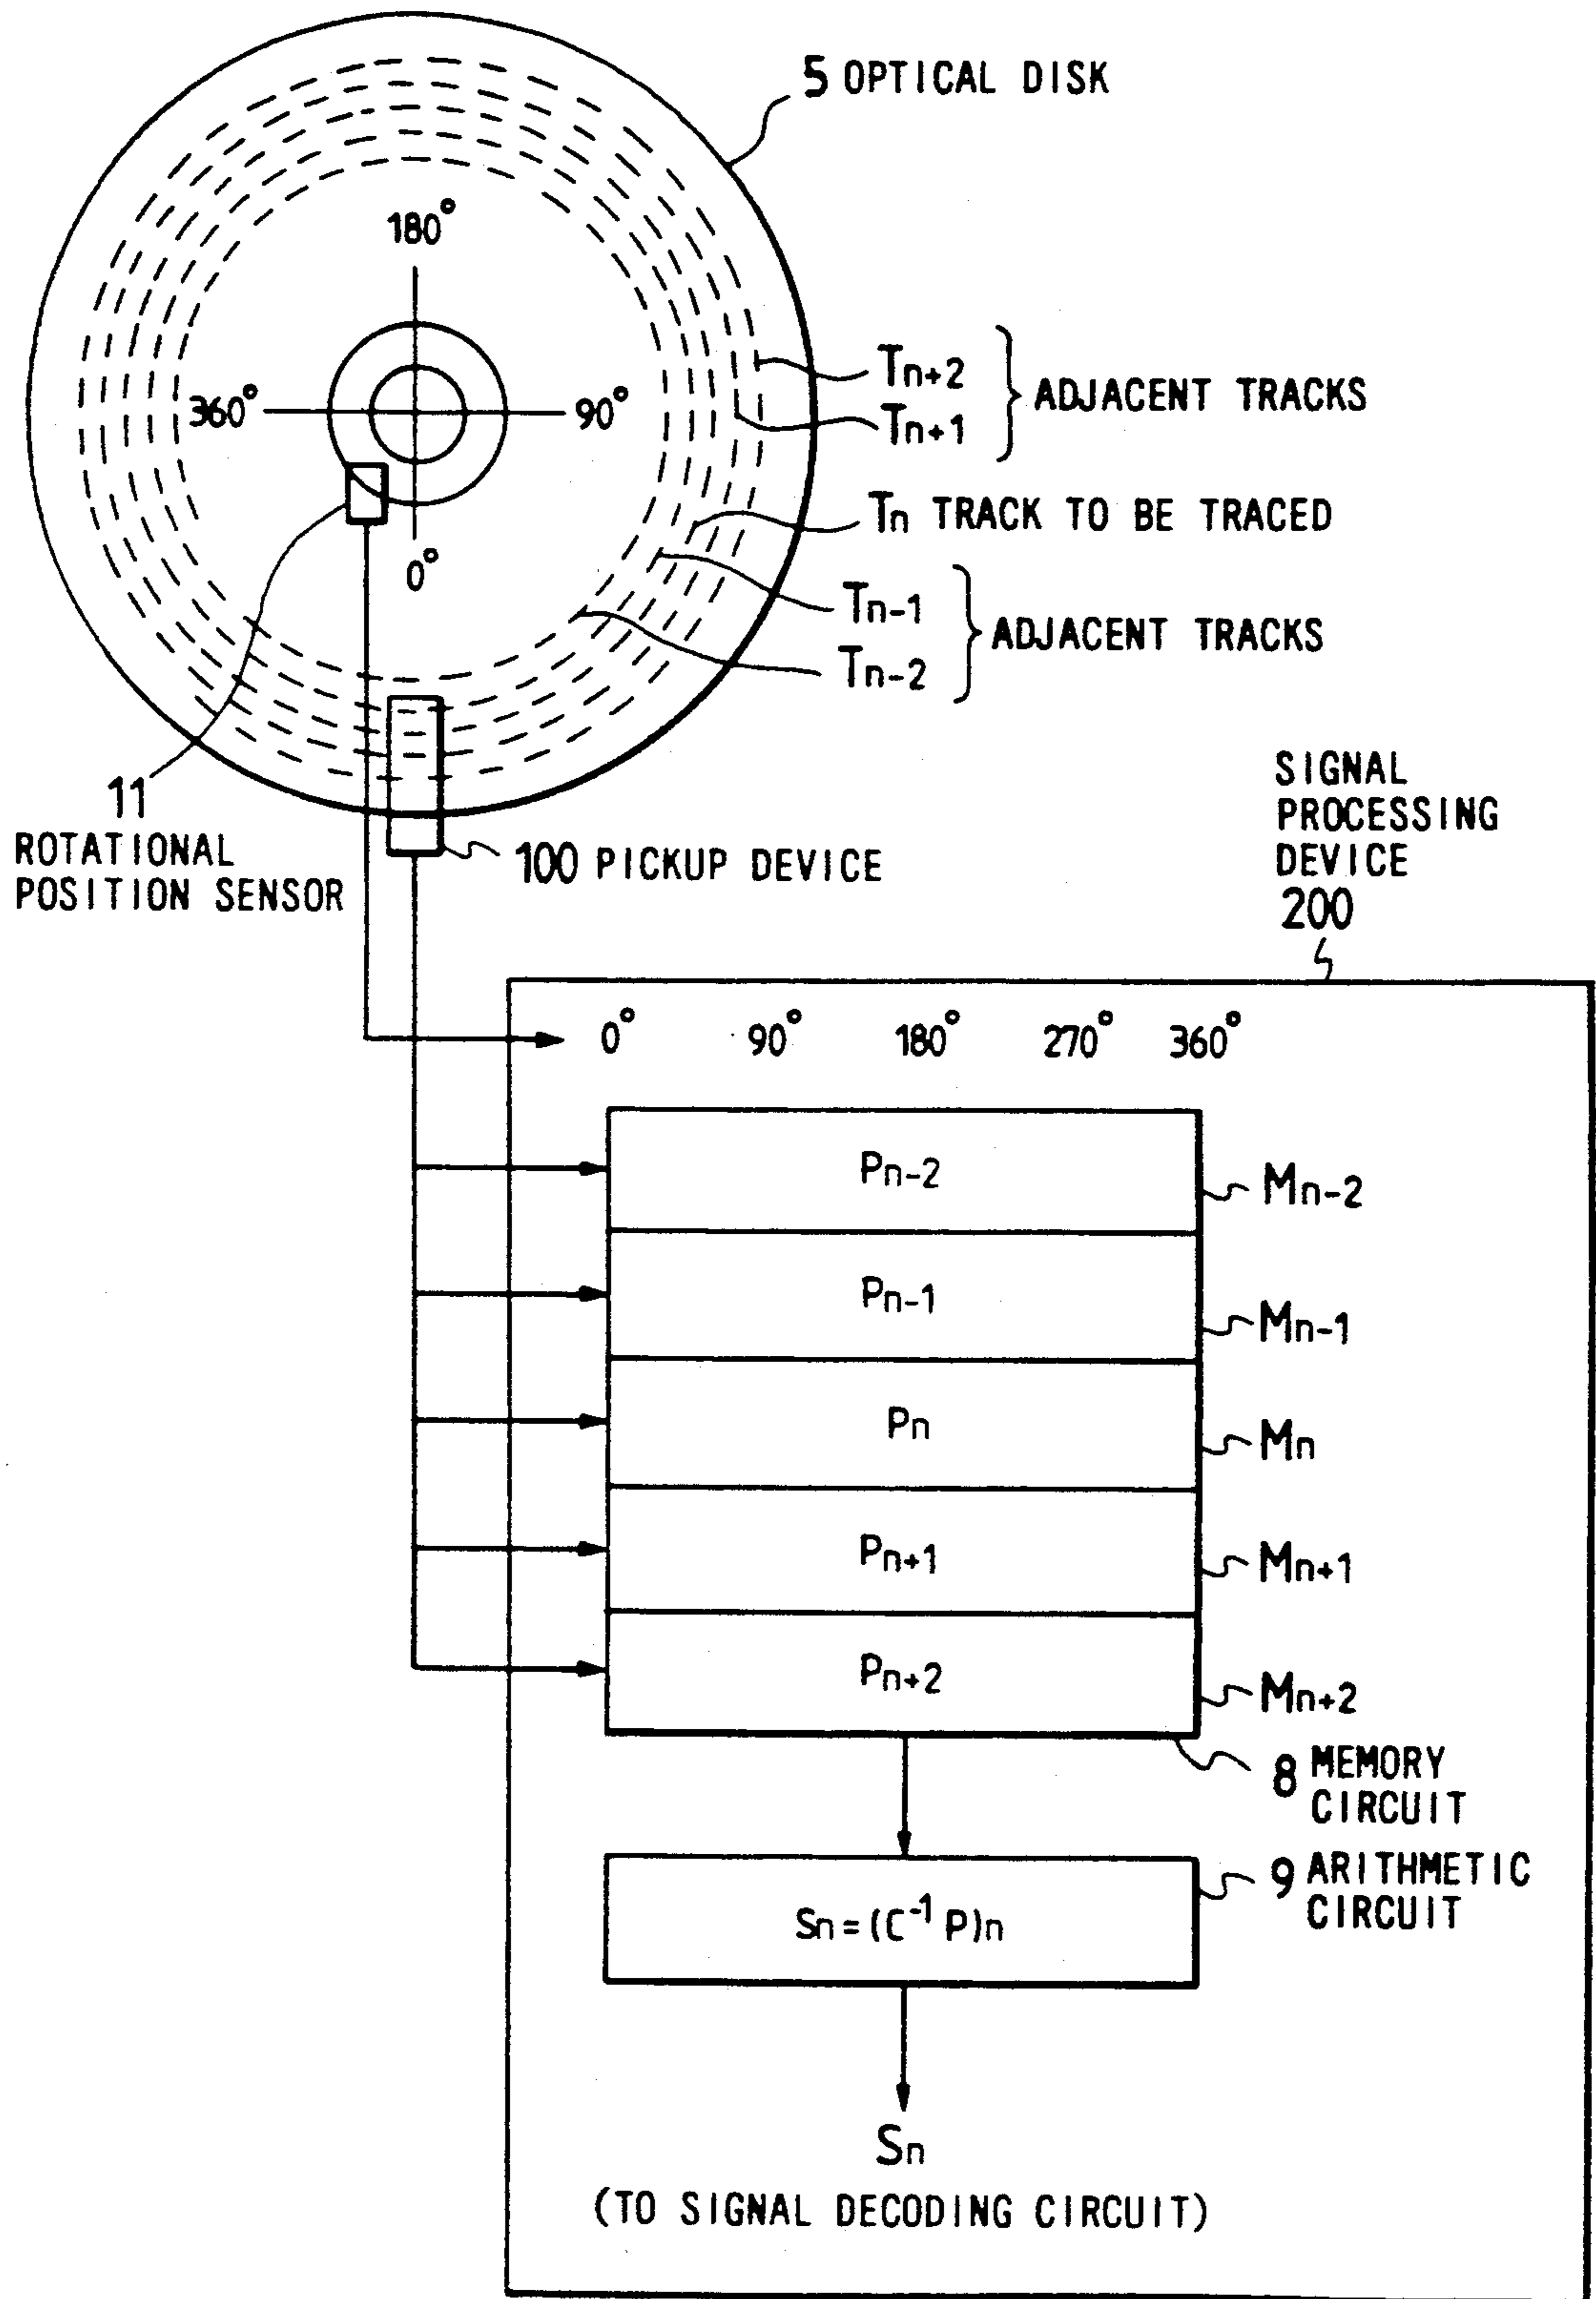 5 OPTICAL DISK
180°
360°
90°
0°
Tn+2
Tn+1
ADJACENT TRACKS
Tn TRACK TO BE TRACED
Tn-1
Tn-2
ADJACENT TRACKS
11
ROTATIONAL
POSITION SENSOR
100 PICKUP DEVICE
SIGNAL
PROCESSING
DEVICE
200
0° 90° 180° 270° 360°
Pn-2
Mn-2
Pn-1
Mn-1
Pn
Mn
Pn+1
Mn+1
Pn+2
Mn+2
8 MEMORY
CIRCUIT
9 ARITHMETIC
CIRCUIT
Sn=(C⁻¹ P)n
Sn
(TO SIGNAL DECODING CIRCUIT)